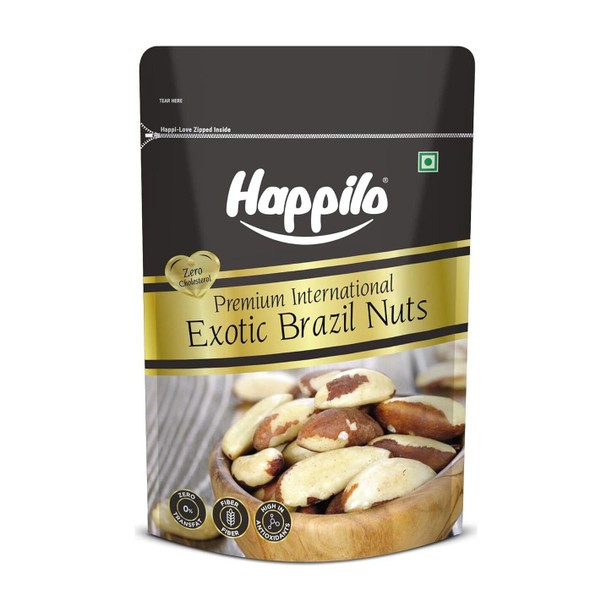 TEAR HERE
Happi-Love Zipped Inside
Happilo®
Zero
Cholesterol
Premium International
Exotic Brazil Nuts
ZERO
0%
TRANSFAT
FIBER
FIBER
HIGH IN
ANTIOXIDANTS